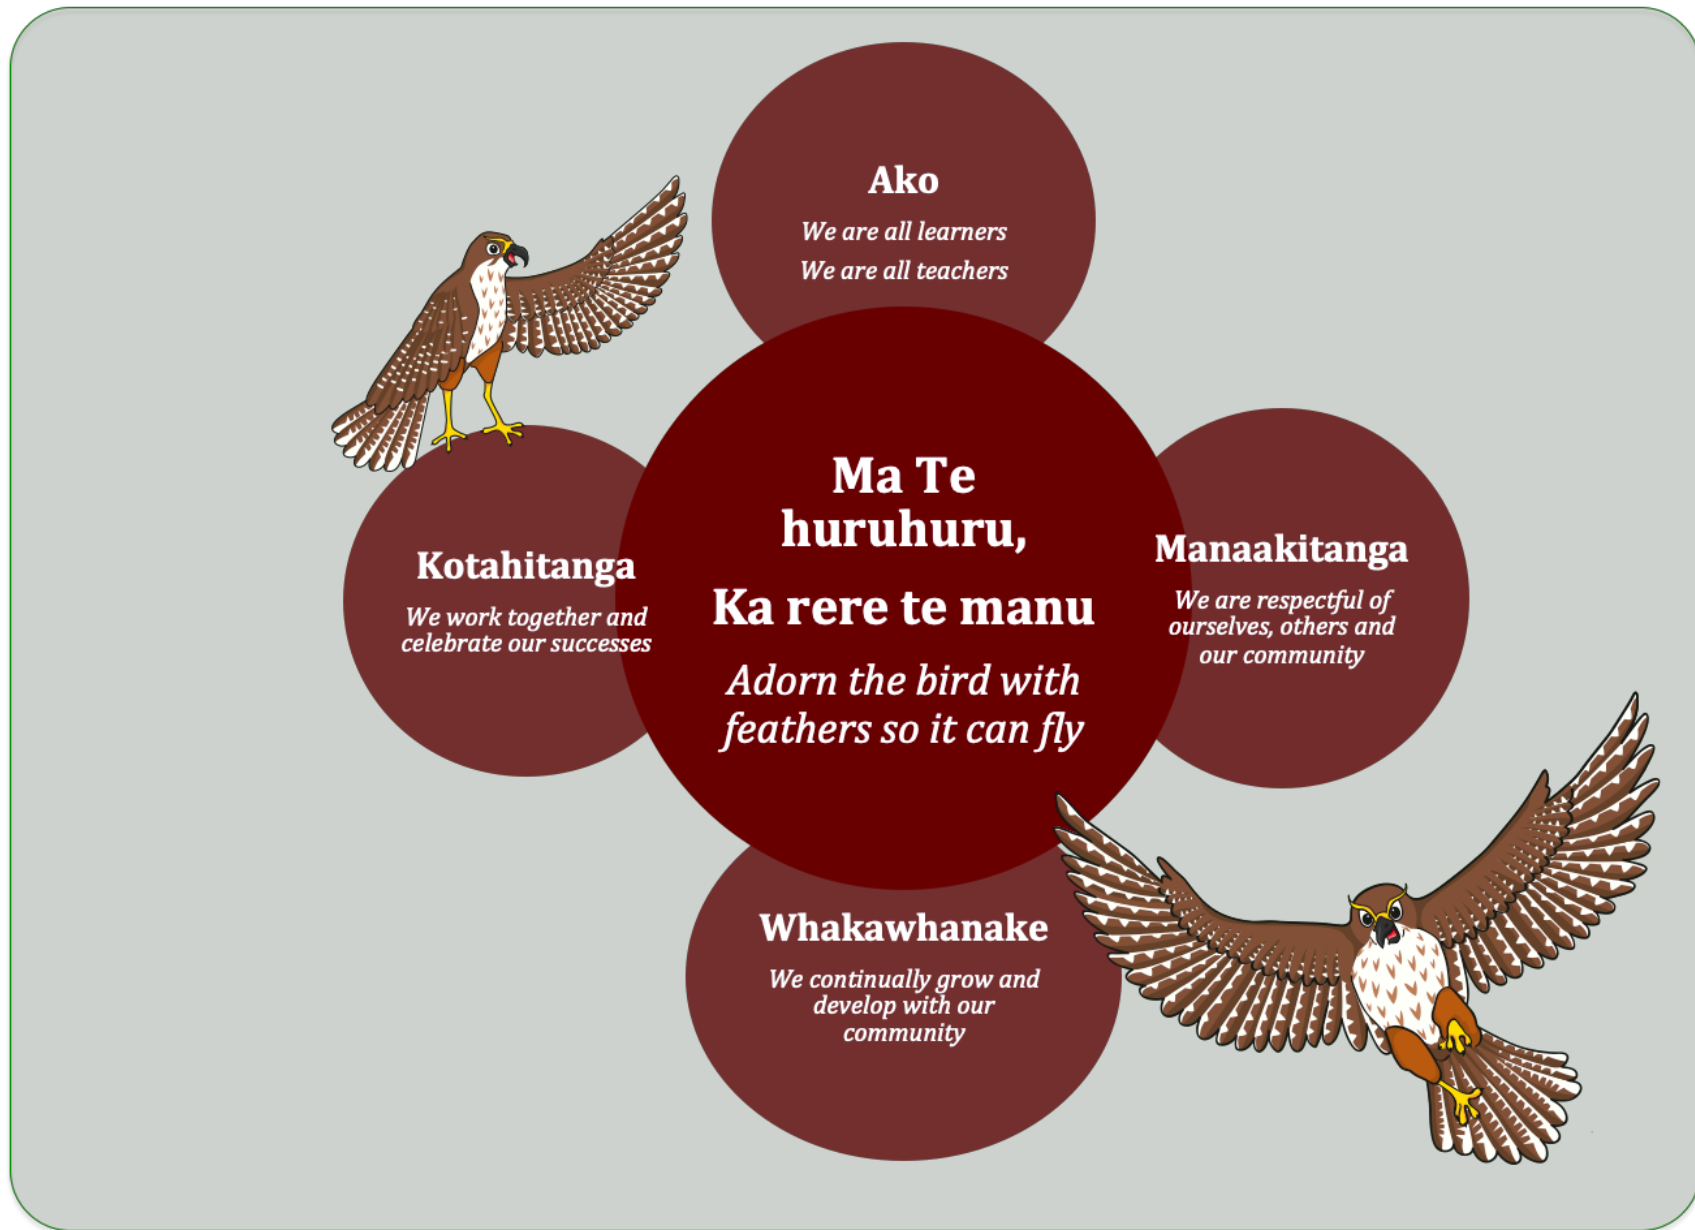 Ako
We are all learners
We are all teachers
Ma Te
huruhuru,
Ka rere te manu
Adorn the bird with
feathers so it can fly
Kotahitanga
We work together and
celebrate our successes
Manaakitanga
We are respectful of
ourselves, others and
our community
Whakawhanake
We continually grow and
develop with our
community